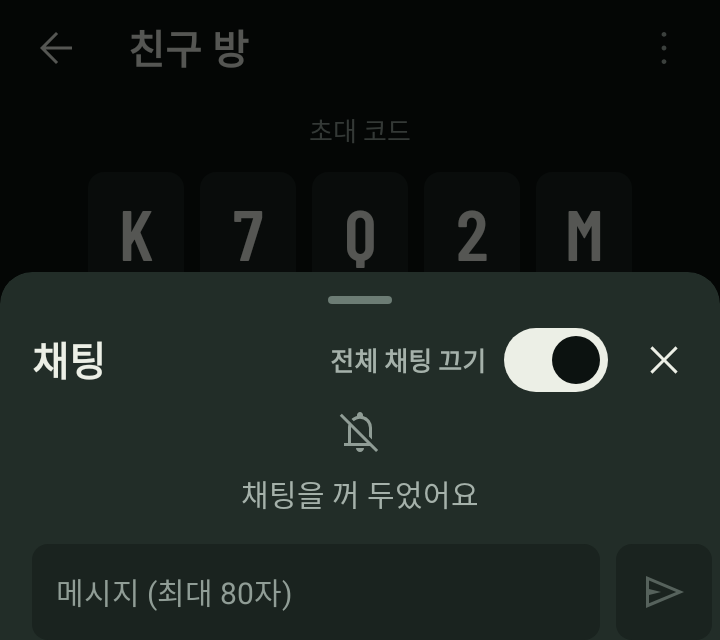 친구 방
초대 코드
K 7 Q 2 M
채팅 전체 채팅 끄기
채팅을 꺼 두었어요
메시지 (최대 80자)